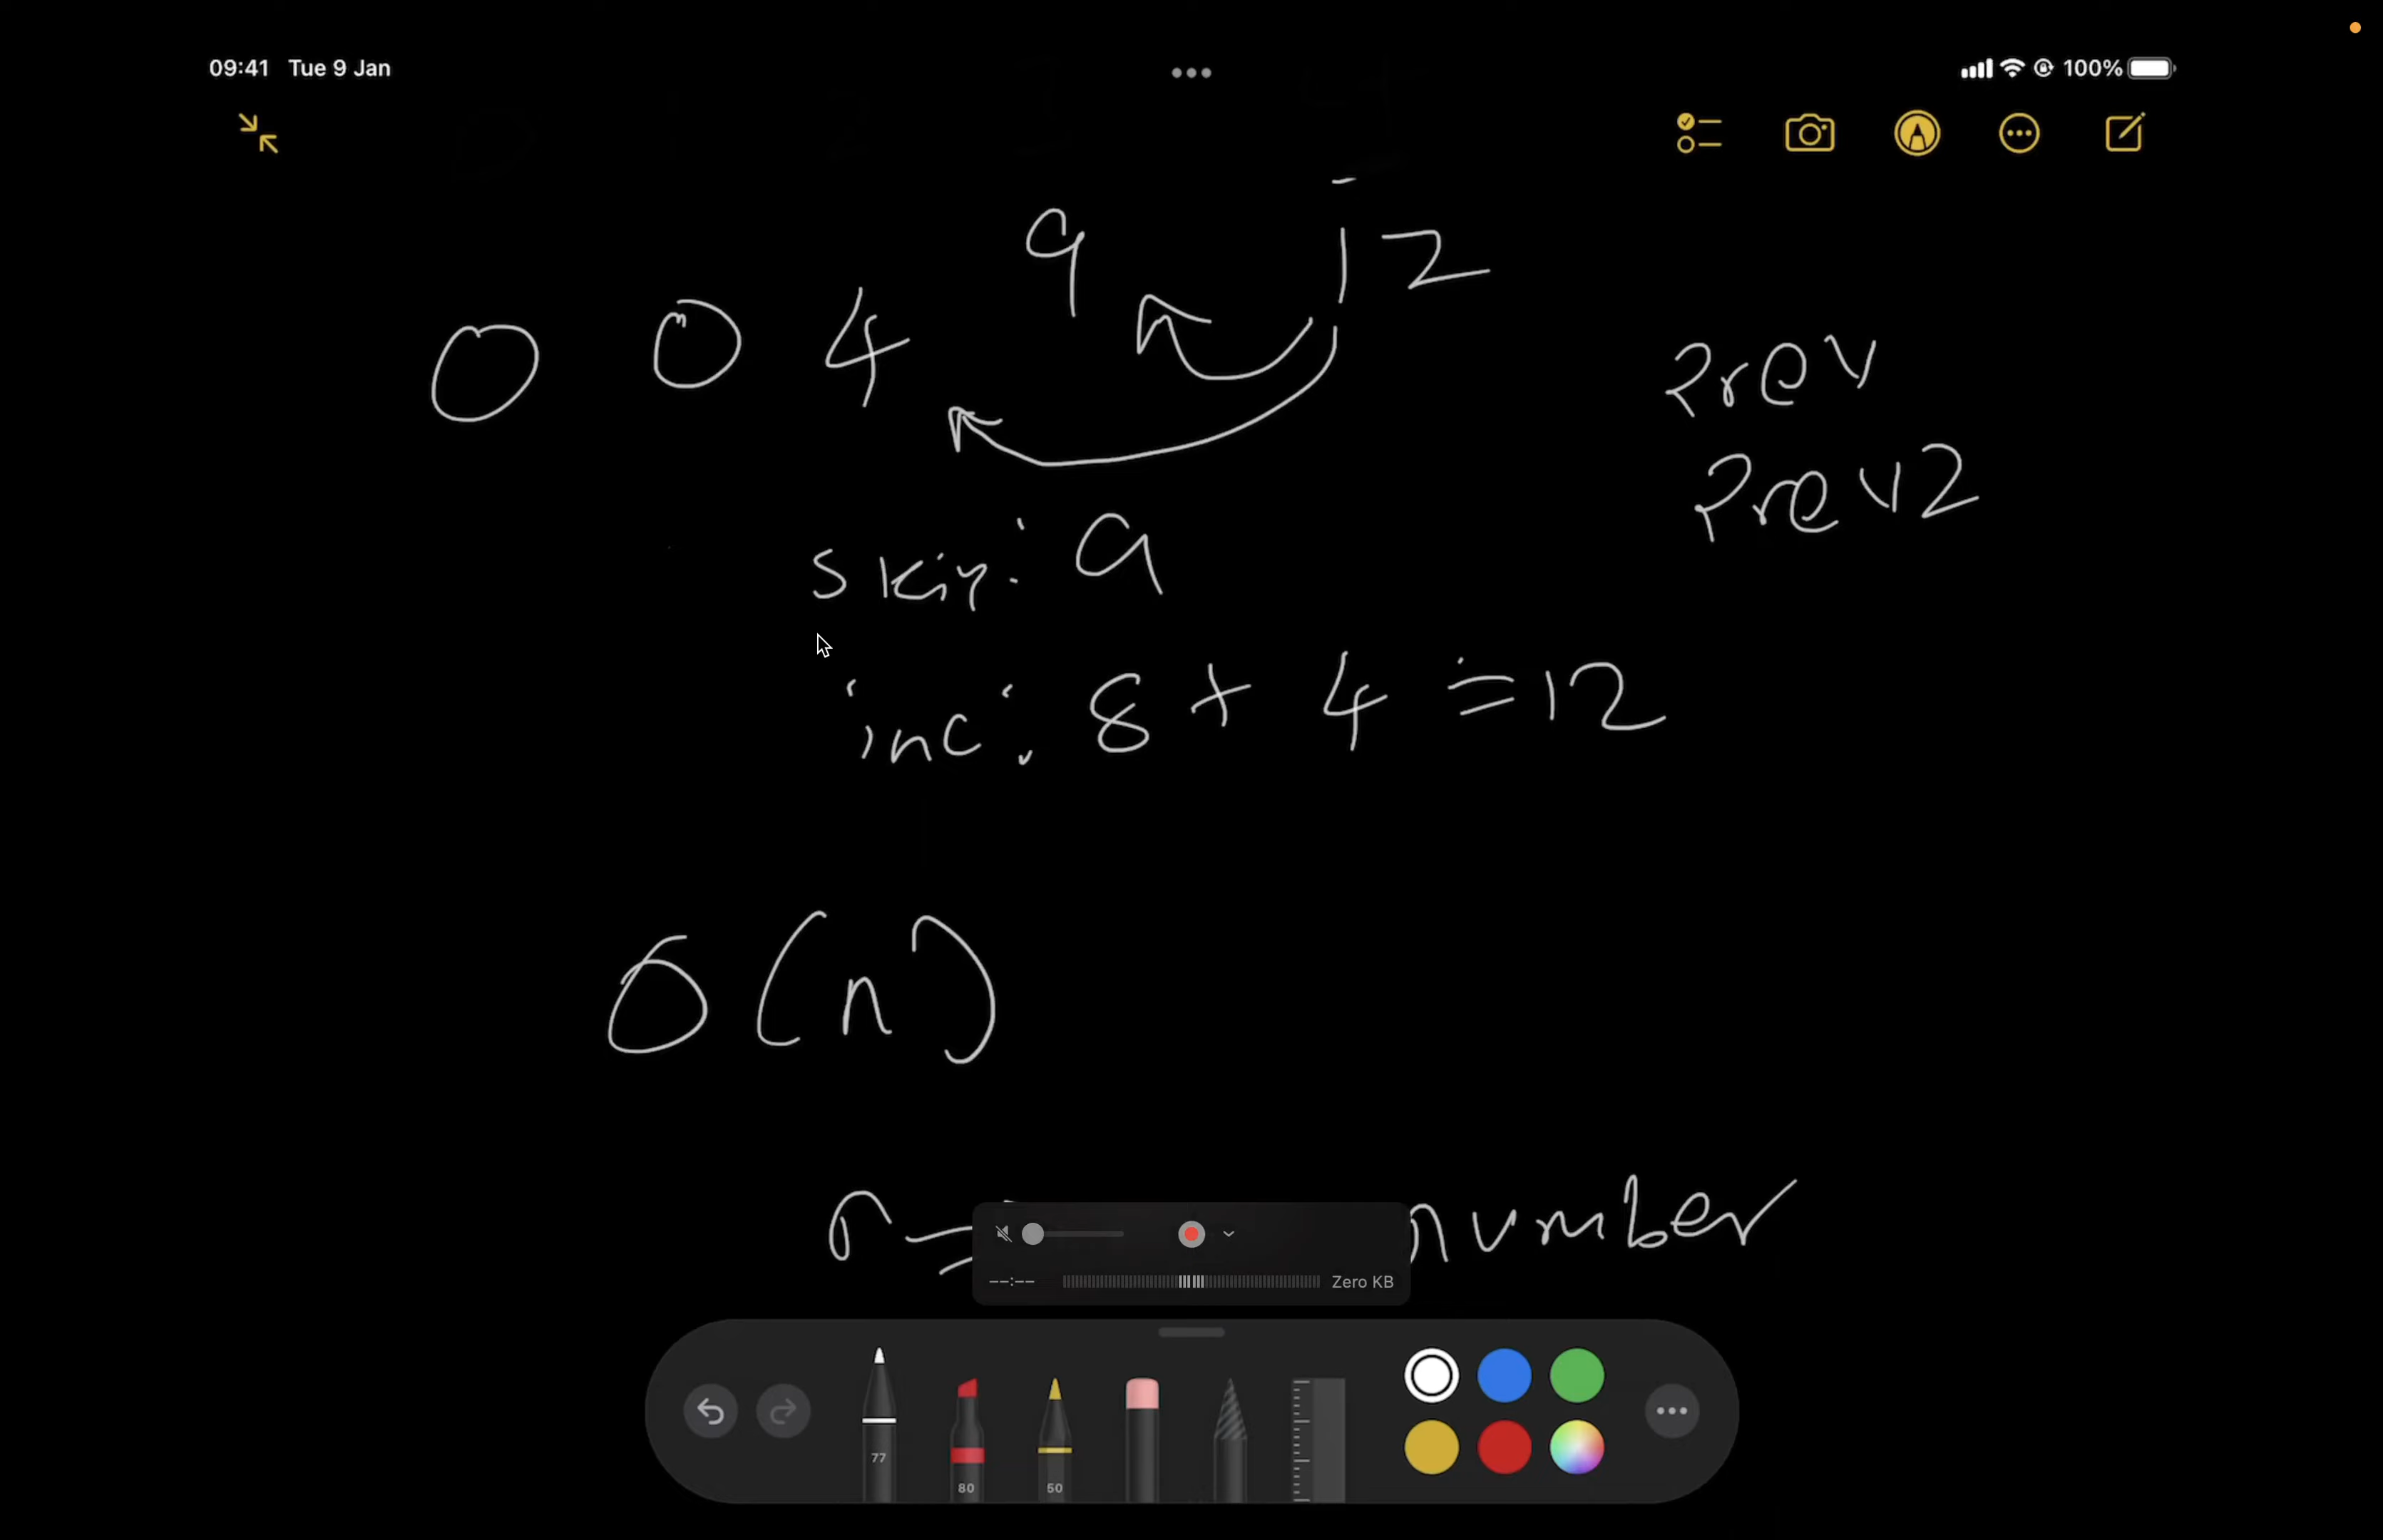 09:41 Tue 9 Jan
100%
0 0 4 9 12
Prev
Prev2
skip: 9
inc: 8 + 4 = 12
O(n)
n = number
--:-- Zero KB
77 80 50